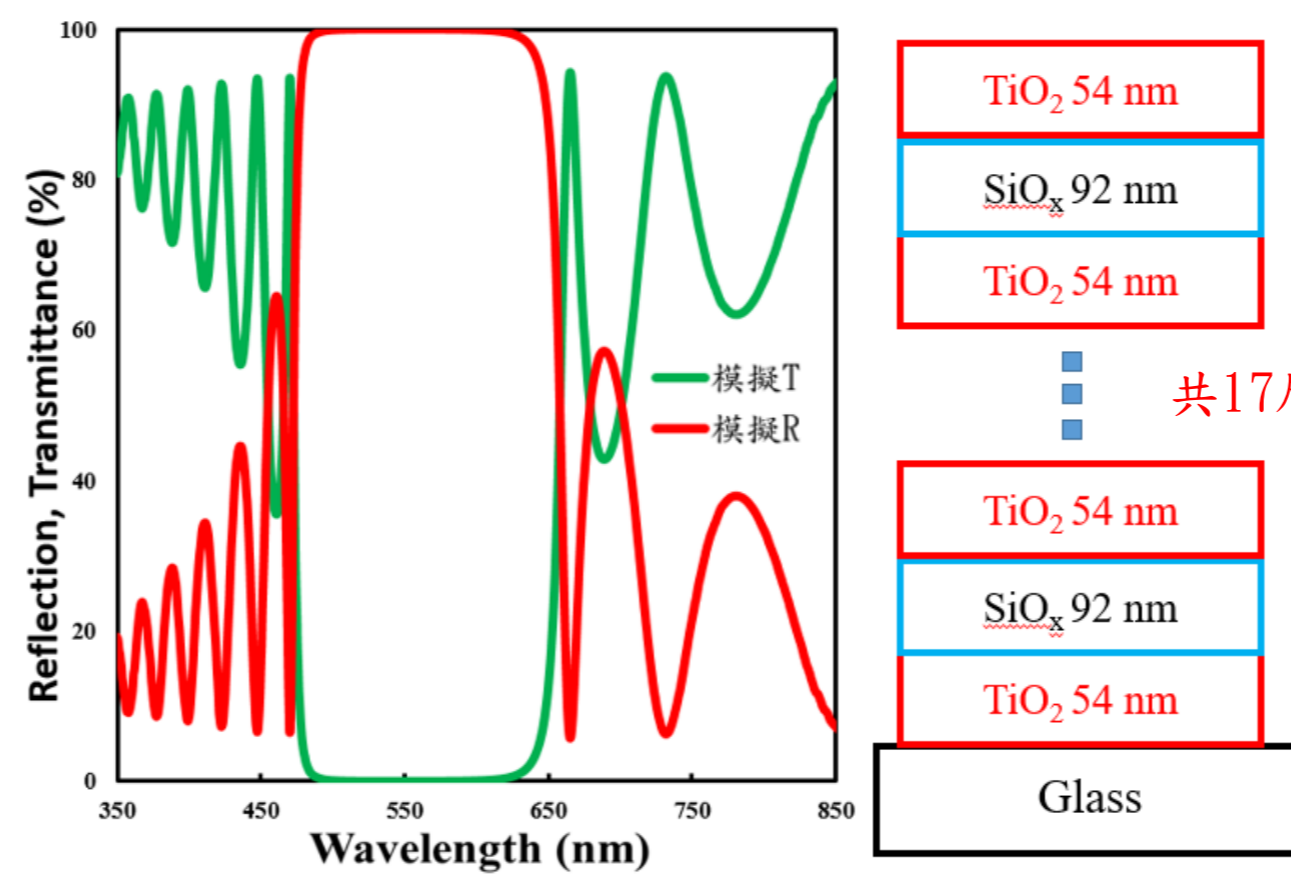 Reflection, Transmittance (%)
100
80
60
40
20
0
350 450 550 650 750 850
Wavelength (nm)
模擬T
模擬R
TiO₂ 54 nm
SiOₓ 92 nm
TiO₂ 54 nm
共17
TiO₂ 54 nm
SiOₓ 92 nm
TiO₂ 54 nm
Glass